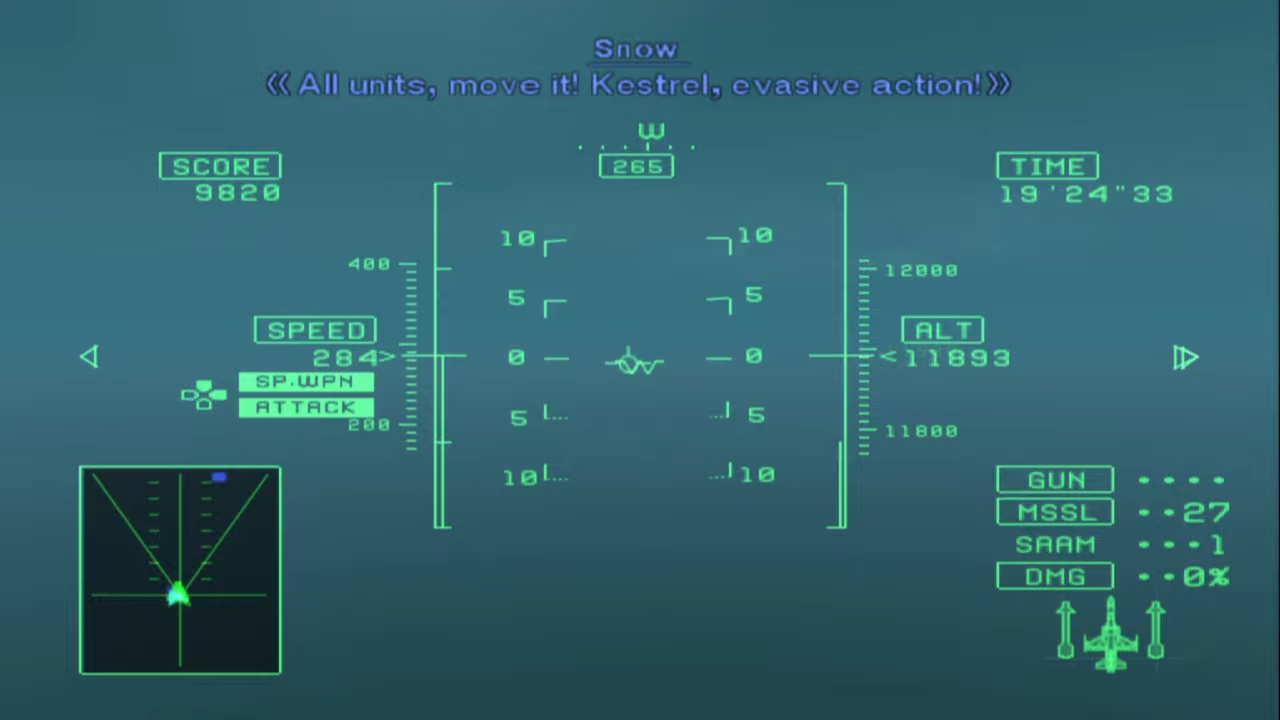 Snow
《All units, move it! Kestrel, evasive action!》
W
265
SCORE
9820
TIME
19'24"33
10 10
400
12000
5 5
SPEED
ALT
284>
0 0
<11893
SP.WPN
ATTACK
200
5 5
11800
10 10
GUN ····
MSSL ··27
SAAM ···1
DMG ··0%